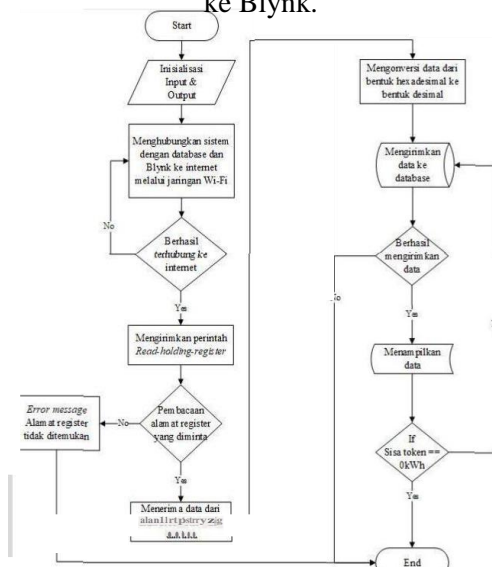 ke Blynk.
Start
Inisialisasi
Input &
Output
Menghubungkan sistem
dengan database dan
Blynk ke internet
melalui jaringan Wi-Fi
No
Berhasil
terhubung ke
internet
Yes
Mengirimkan perintah
Read-holding-register
Pembacaan
alamat register
yang diminta
No
Error message
Alamat register
tidak ditemukan
Yes
Menerima data dari
Mengonversi data dari
bentuk hexadesimal ke
bentuk desimal
Mengirimkan
data ke
database
Berhasil
mengirimkan
data
No
Yes
Menampilkan
data
If
Sisa token ==
0kWh
Yes
End